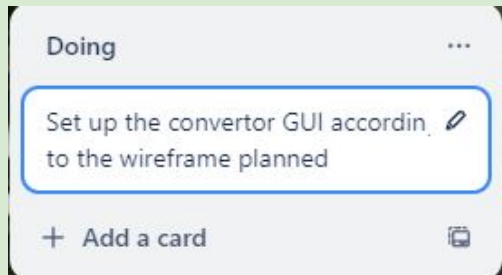 Doing
Set up the convertor GUI accordin
to the wireframe planned
+ Add a card